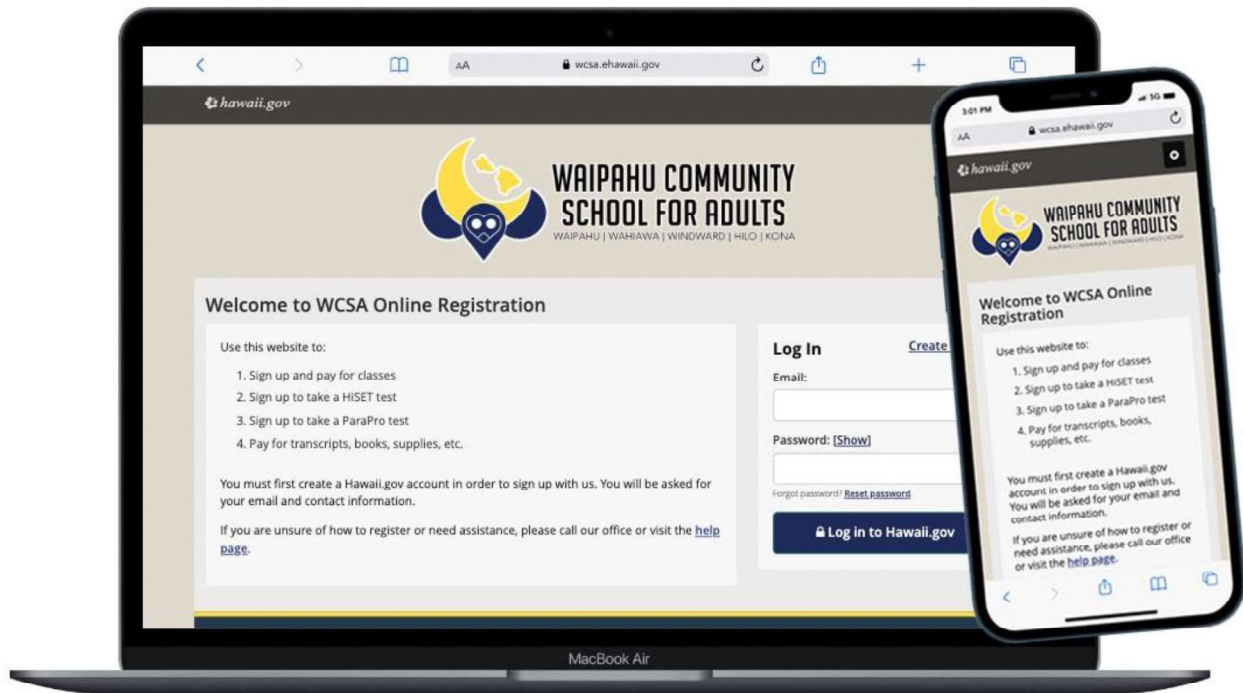 AA
wcsa.ehawaii.gov
hawaii.gov
WAIPAHU COMMUNITY
SCHOOL FOR ADULTS
WAIPAHU | WAHIAWA | WINDWARD | HILO | KONA
Welcome to WCSA Online Registration
Use this website to:
1. Sign up and pay for classes
2. Sign up to take a HiSET test
3. Sign up to take a ParaPro test
4. Pay for transcripts, books, supplies, etc.
You must first create a Hawaii.gov account in order to sign up with us. You will be asked for
your email and contact information.
If you are unsure of how to register or need assistance, please call our office or visit the help
page.
Log In
Create
Email:
Password: [Show]
Forgot password? Reset password
Log in to Hawaii.gov
MacBook Air
3:01 PM
5G
AA
wcsa.ehawaii.gov
hawaii.gov
WAIPAHU COMMUNITY
SCHOOL FOR ADULTS
WAIPAHU | WAHIAWA | WINDWARD | HILO | KONA
Welcome to WCSA Online
Registration
Use this website to:
1. Sign up and pay for classes
2. Sign up to take a HiSET test
3. Sign up to take a ParaPro test
4. Pay for transcripts, books,
supplies, etc.
You must first create a Hawaii.gov
account in order to sign up with us.
You will be asked for your email and
contact information.
If you are unsure of how to register or
need assistance, please call our office
or visit the help page.